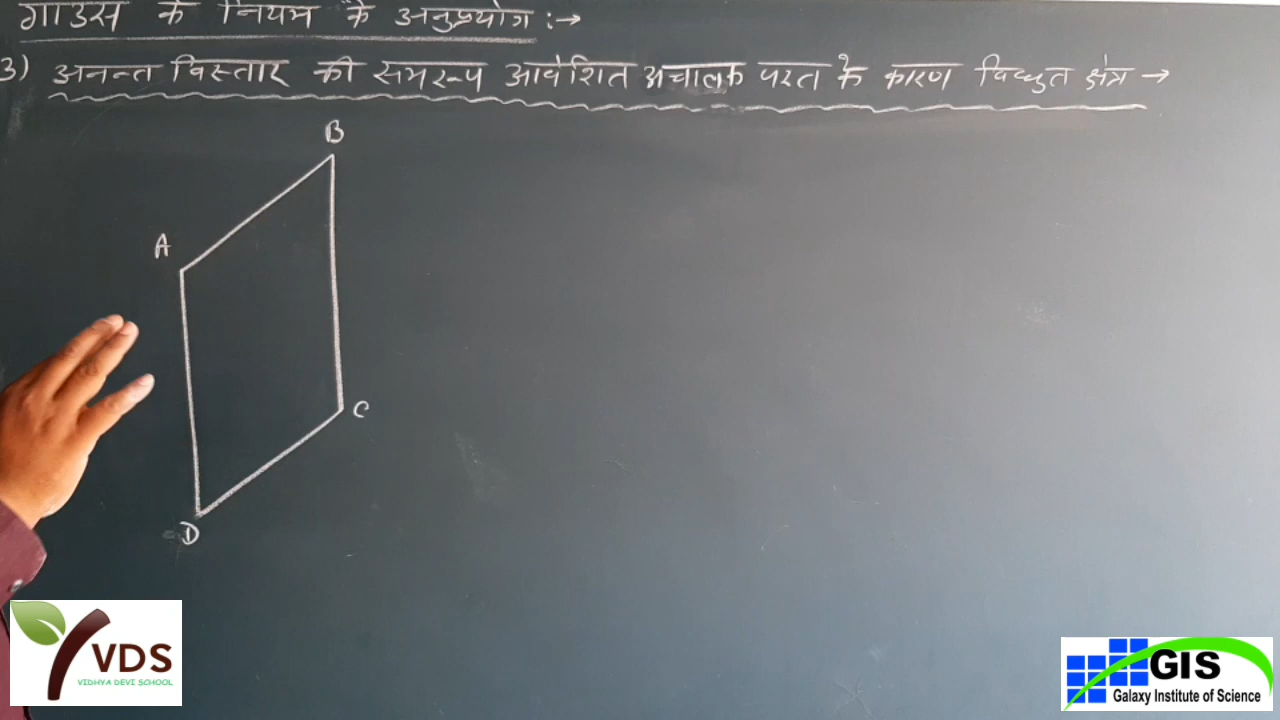 गाउस के नियम के अनुप्रयोग :→
3) अनन्त विस्तार की समरूप आवेशित अचालक परत के कारण विद्युत क्षेत्र →
B
A
C
D
VDS
VIDHYA DEVI SCHOOL
GIS
Galaxy Institute of Science